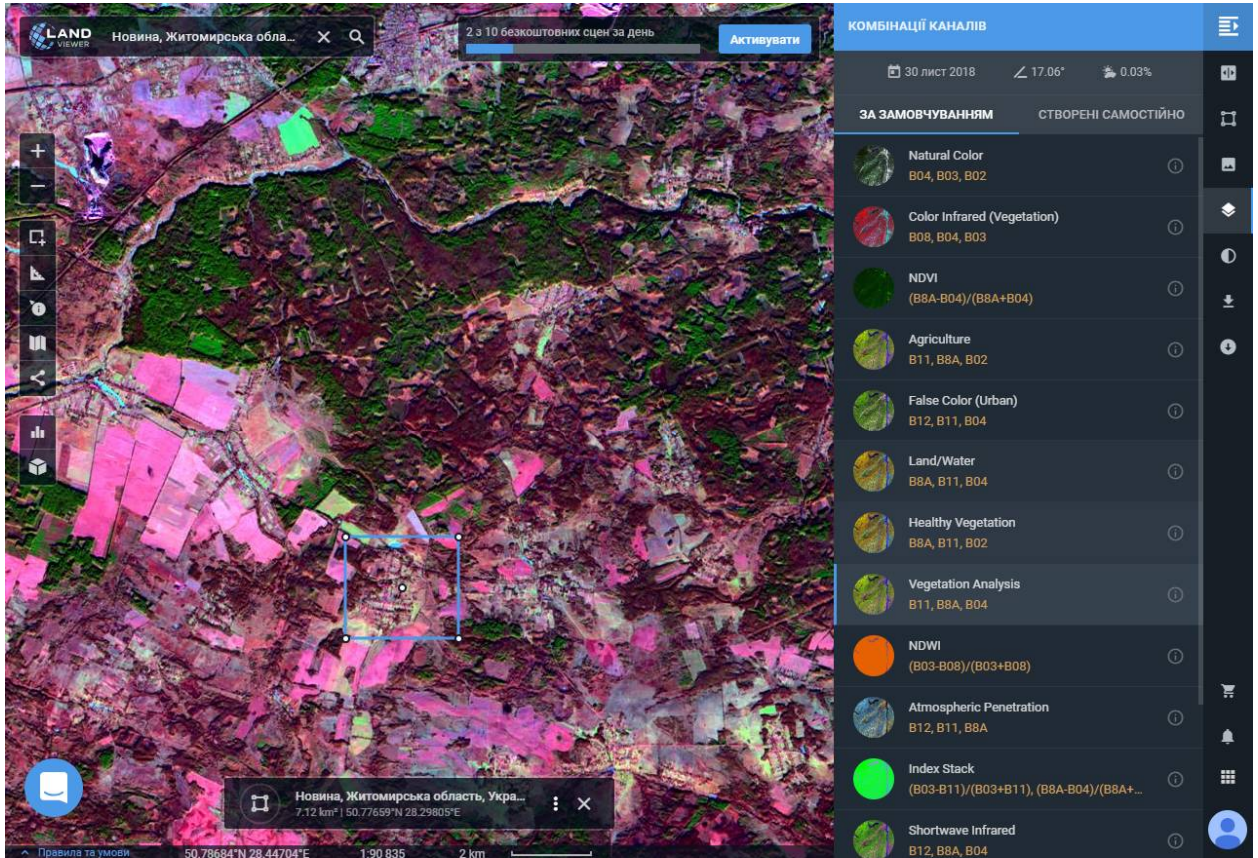 LAND
VIEWER
Новина, Житомирська обла...
2 з 10 безкоштовних сцен за день
Активувати
Новина, Житомирська область, Укра...
7.12 km² | 50.77659°N 28.29805°E
Правила та умови
50.78684°N 28.44704°E
1:90 835
2 km
КОМБІНАЦІЇ КАНАЛІВ
30 лист 2018
17.06°
0.03%
ЗА ЗАМОВЧУВАННЯМ
СТВОРЕНІ САМОСТІЙНО
Natural Color
B04, B03, B02
Color Infrared (Vegetation)
B08, B04, B03
NDVI
(B8A-B04)/(B8A+B04)
Agriculture
B11, B8A, B02
False Color (Urban)
B12, B11, B04
Land/Water
B8A, B11, B04
Healthy Vegetation
B8A, B11, B02
Vegetation Analysis
B11, B8A, B04
NDWI
(B03-B08)/(B03+B08)
Atmospheric Penetration
B12, B11, B8A
Index Stack
(B03-B11)/(B03+B11), (B8A-B04)/(B8A+...
Shortwave Infrared
B12, B8A, B04